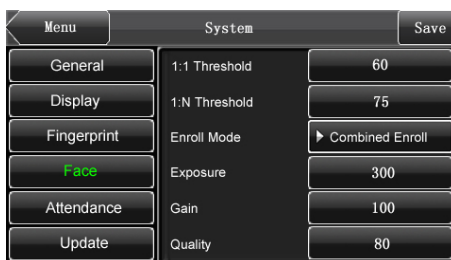 Menu System Save
General 1:1 Threshold 60
Display 1:N Threshold 75
Fingerprint Enroll Mode Combined Enroll
Face Exposure 300
Attendance Gain 100
Update Quality 80